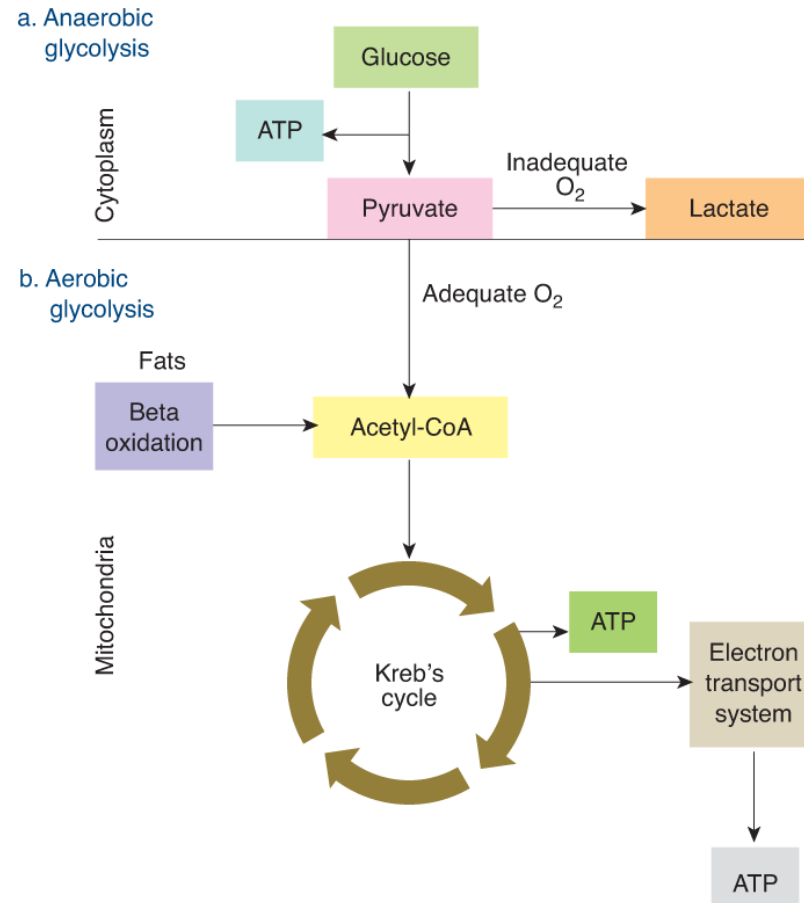 a. Anaerobic
glycolysis
Glucose
ATP
Cytoplasm
Inadequate
O₂
Pyruvate
Lactate
b. Aerobic
glycolysis
Adequate O₂
Fats
Beta
oxidation
Acetyl-CoA
Mitochondria
Kreb's
cycle
ATP
Electron
transport
system
ATP